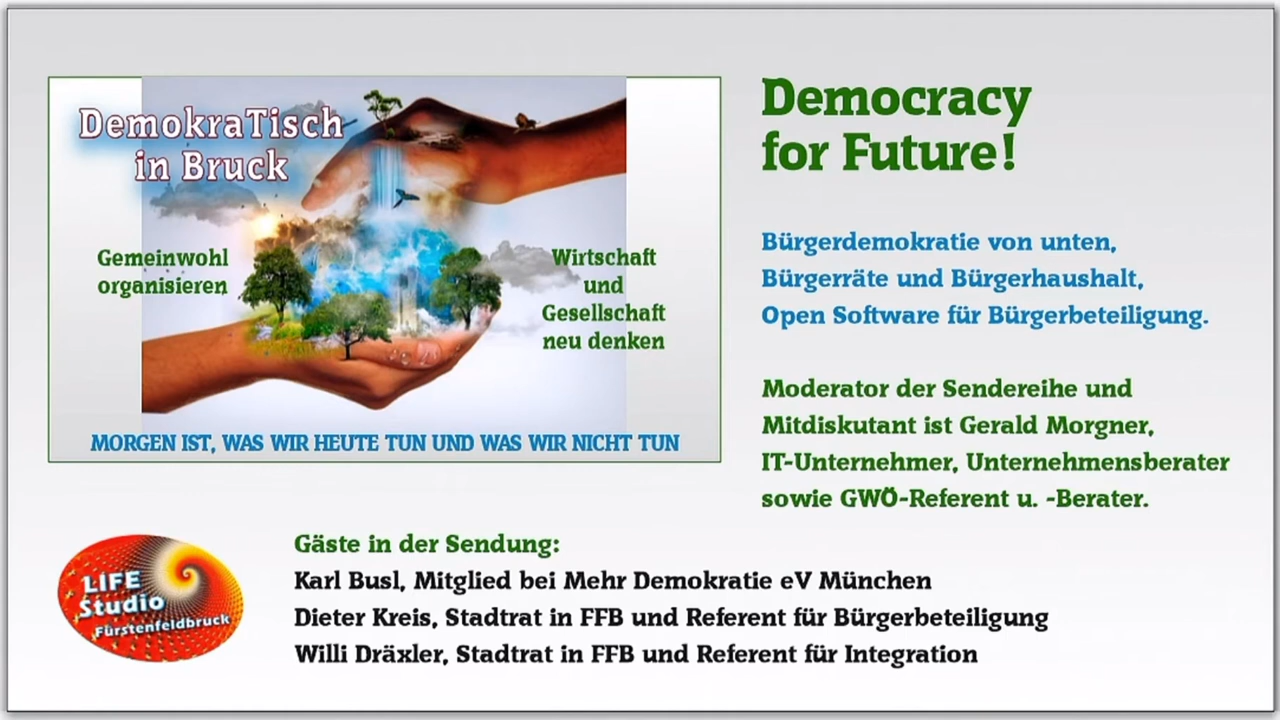 DemokraTisch
in Bruck
Gemeinwohl
organisieren
Wirtschaft
und
Gesellschaft
neu denken
MORGEN IST, WAS WIR HEUTE TUN UND WAS WIR NICHT TUN
Democracy
for Future!
Bürgerdemokratie von unten,
Bürgerräte und Bürgerhaushalt,
Open Software für Bürgerbeteiligung.
Moderator der Sendereihe und
Mitdiskutant ist Gerald Morgner,
IT-Unternehmer, Unternehmensberater
sowie GWÖ-Referent u. -Berater.
LIFE
Studio
Fürstenfeldbruck
Gäste in der Sendung:
Karl Busl, Mitglied bei Mehr Demokratie eV München
Dieter Kreis, Stadtrat in FFB und Referent für Bürgerbeteiligung
Willi Dräxler, Stadtrat in FFB und Referent für Integration